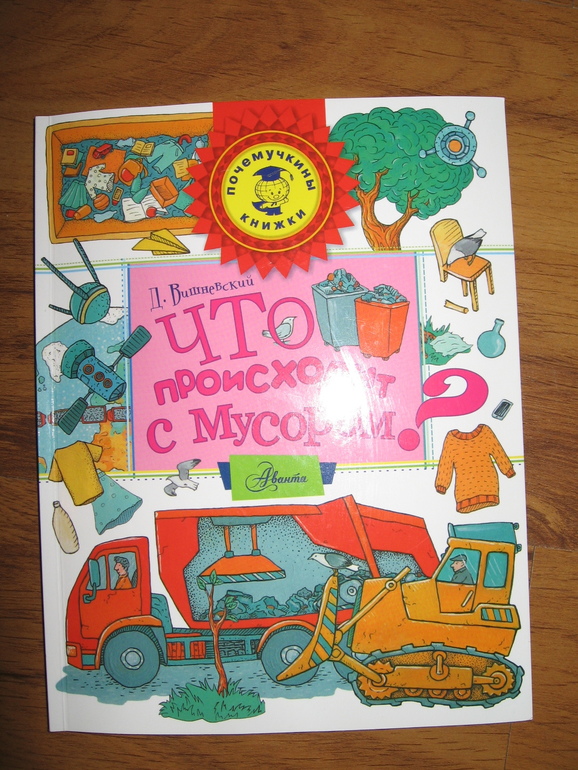 почемучкины
книжки
Д. Вишневский
ЧТО
происходит
с Мусором?
Аванта